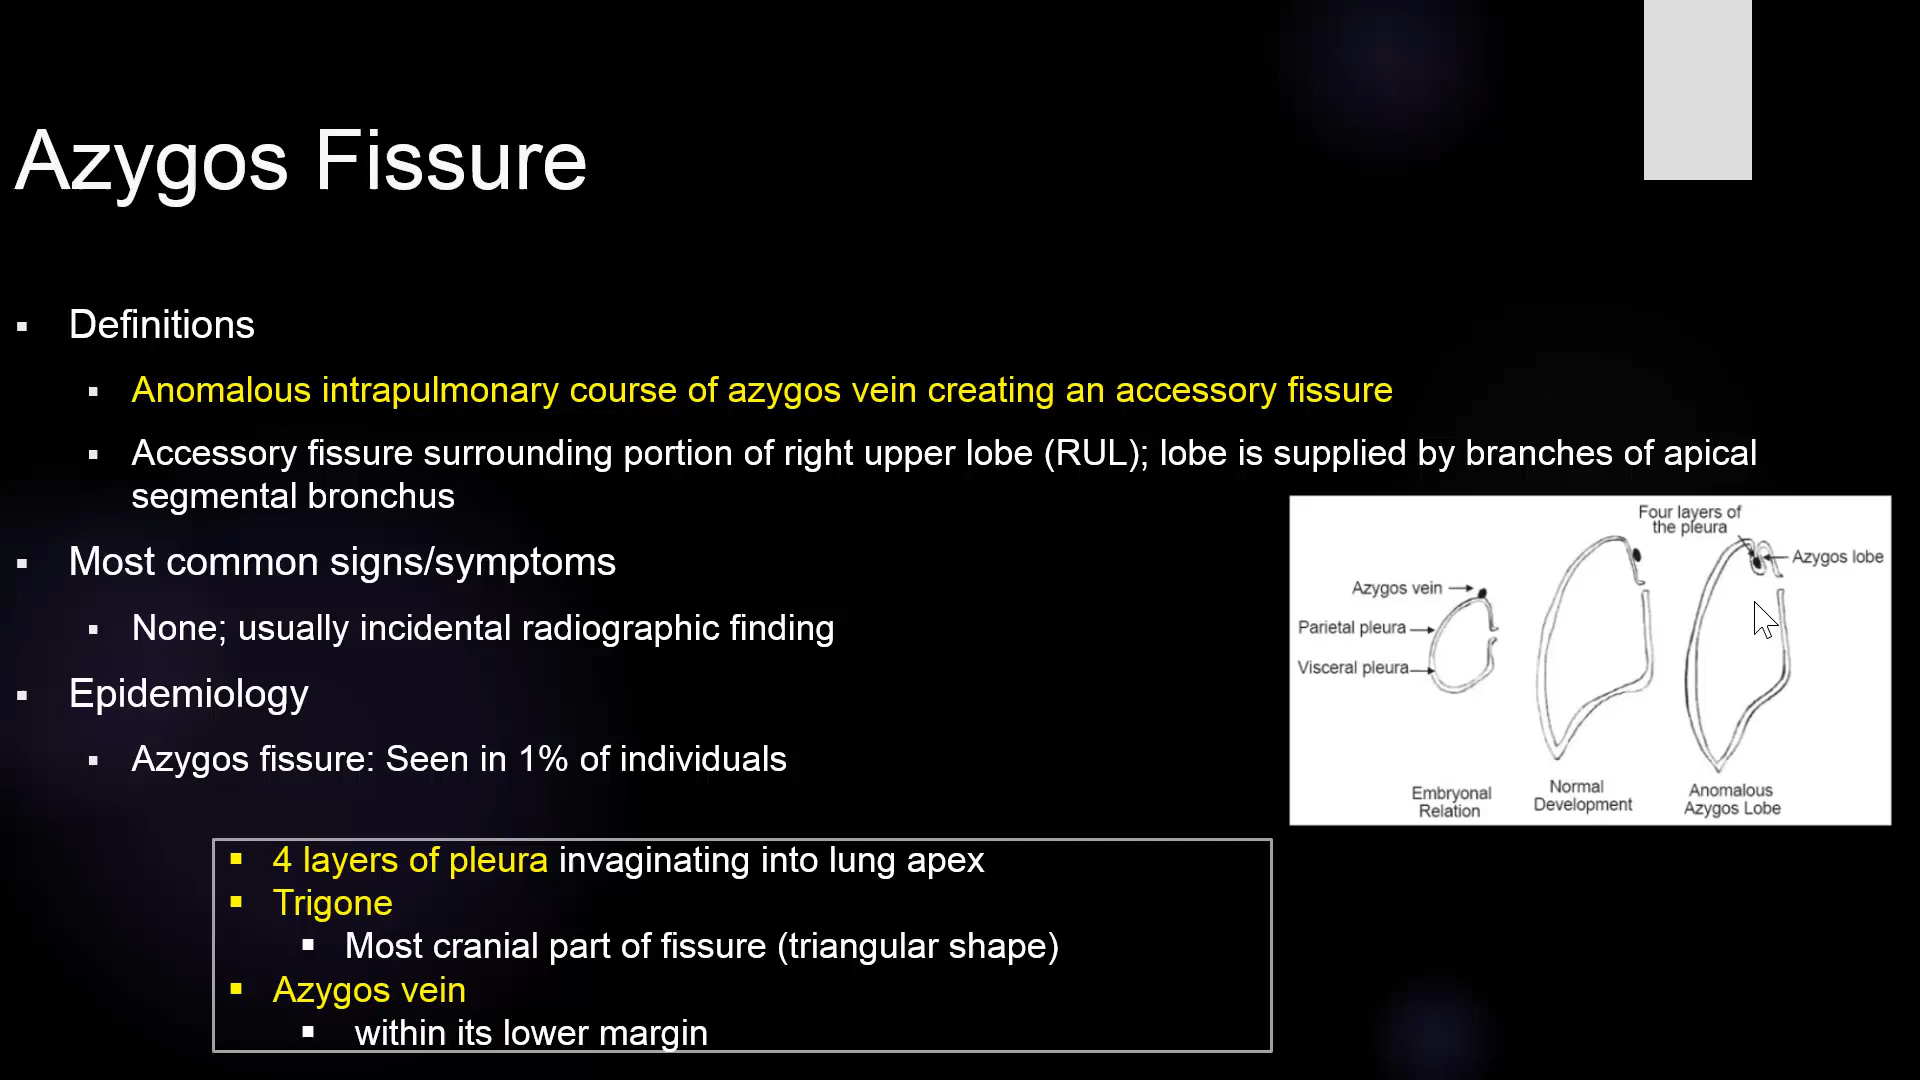 Azygos Fissure
Definitions
Anomalous intrapulmonary course of azygos vein creating an accessory fissure
Accessory fissure surrounding portion of right upper lobe (RUL); lobe is supplied by branches of apical
segmental bronchus
Most common signs/symptoms
None; usually incidental radiographic finding
Epidemiology
Azygos fissure: Seen in 1% of individuals
4 layers of pleura invaginating into lung apex
Trigone
Most cranial part of fissure (triangular shape)
Azygos vein
within its lower margin
Four layers of
the pleura
Azygos lobe
Azygos vein
Parietal pleura
Visceral pleura
Embryonal
Relation
Normal
Development
Anomalous
Azygos Lobe